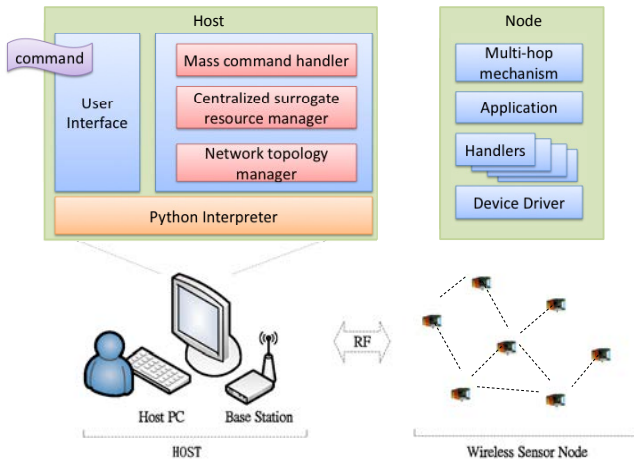 Host
command
User
Interface
Mass command handler
Centralized surrogate
resource manager
Network topology
manager
Python Interpreter
Node
Multi-hop
mechanism
Application
Handlers
Device Driver
RF
Host PC
Base Station
HOST
Wireless Sensor Node